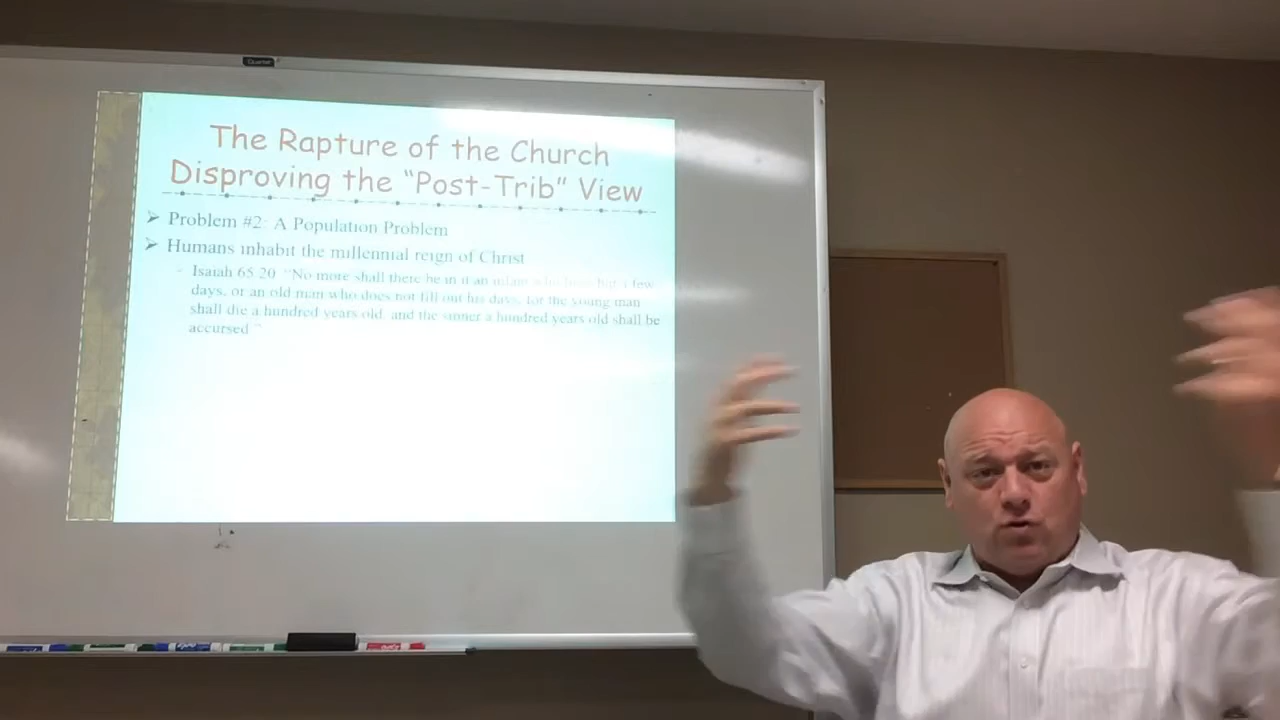 The Rapture of the Church
Disproving the "Post-Trib" View
Problem #2: A Population Problem
Humans inhabit the millennial reign of Christ
- Isaiah 65 20 "No more shall there be in it an infant who lives but a few
days, or an old man who does not fill out his days, for the young man
shall die a hundred years old, and the sinner a hundred years old shall be
accursed"
Quartet
EXPO